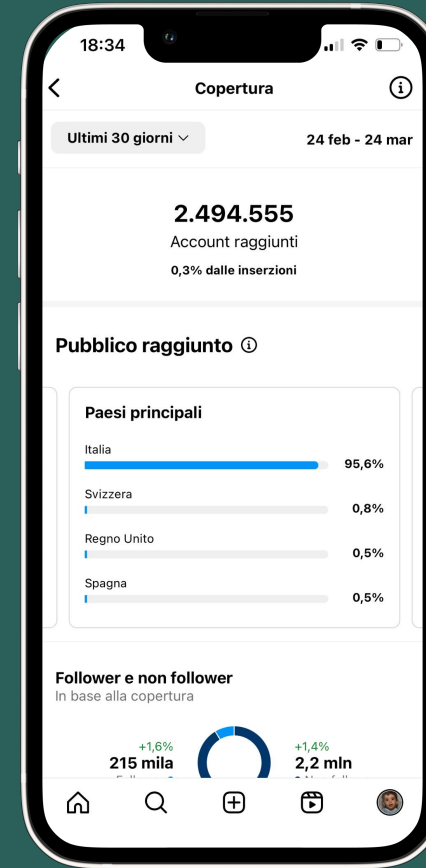 18:34
Copertura
Ultimi 30 giorni
24 feb - 24 mar
2.494.555
Account raggiunti
0,3% dalle inserzioni
Pubblico raggiunto
Paesi principali
Italia
95,6%
Svizzera
0,8%
Regno Unito
0,5%
Spagna
0,5%
Follower e non follower
In base alla copertura
+1,6%
215 mila
+1,4%
2,2 mln